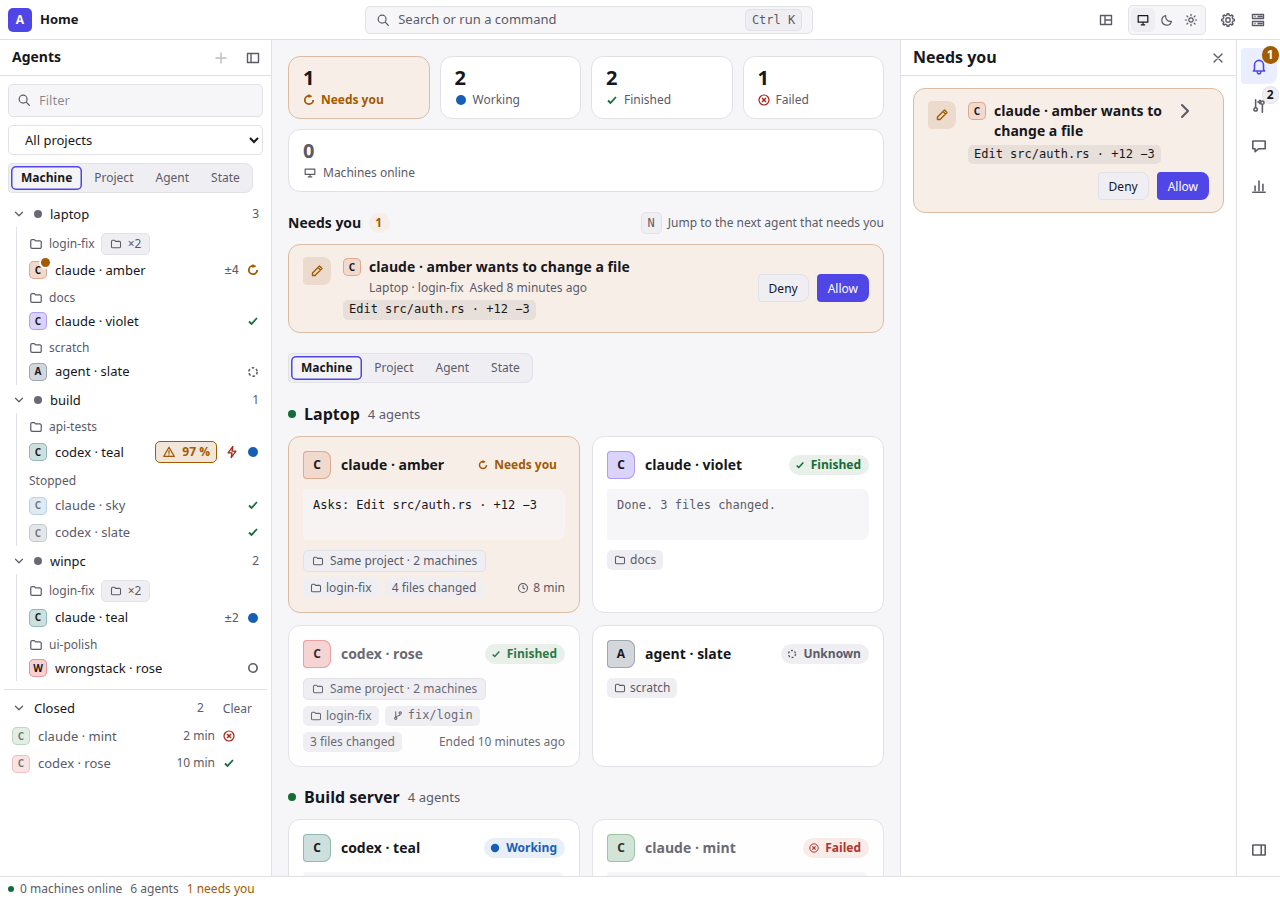 A Home
Search or run a command Ctrl K
Agents
Filter
All projects
Machine Project Agent State
laptop 3
login-fix ×2
C claude · amber ±4
docs
C claude · violet
scratch
A agent · slate
build 1
api-tests
C codex · teal 97 %
Stopped
C claude · sky
C codex · slate
winpc 2
login-fix ×2
C claude · teal ±2
ui-polish
W wrongstack · rose
Closed 2 Clear
C claude · mint 2 min
C codex · rose 10 min
1
Needs you
2
Working
2
Finished
1
Failed
0
Machines online
Needs you 1
N Jump to the next agent that needs you
C claude · amber wants to change a file
Laptop · login-fix Asked 8 minutes ago
Edit src/auth.rs · +12 −3
Deny Allow
Machine Project Agent State
Laptop 4 agents
C claude · amber Needs you
Asks: Edit src/auth.rs · +12 −3
Same project · 2 machines
login-fix 4 files changed 8 min
C claude · violet Finished
Done. 3 files changed.
docs
C codex · rose Finished
Same project · 2 machines
login-fix fix/login
3 files changed Ended 10 minutes ago
A agent · slate Unknown
scratch
Build server 4 agents
C codex · teal Working
C claude · mint Failed
Needs you
C claude · amber wants to
change a file
Edit src/auth.rs · +12 −3
Deny Allow
1
2
0 machines online 6 agents 1 needs you